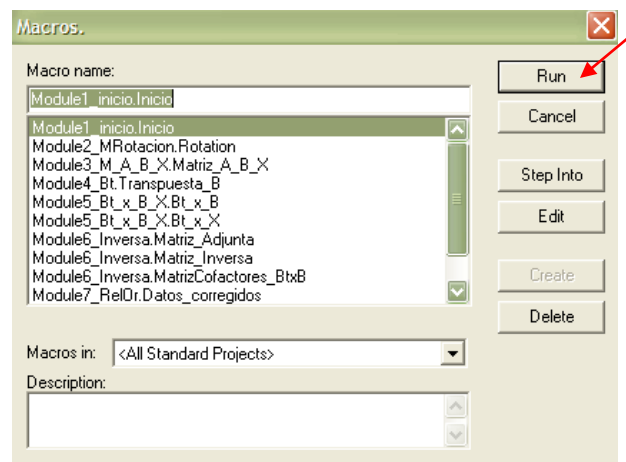 Macros.
Macro name:
Module1_inicio.Inicio
Module1_inicio.Inicio
Module2_MRotacion.Rotation
Module3_M_A_B_X.Matriz_A_B_X
Module4_Bt.Transpuesta_B
Module5_Bt_x_B_X.Bt_x_B
Module5_Bt_x_B_X.Bt_x_X
Module6_Inversa.Matriz_Adjunta
Module6_Inversa.Matriz_Inversa
Module6_Inversa.MatrizCofactores_BtxB
Module7_RelOr.Datos_corregidos
Macros in: <All Standard Projects>
Description:
Run
Cancel
Step Into
Edit
Create
Delete